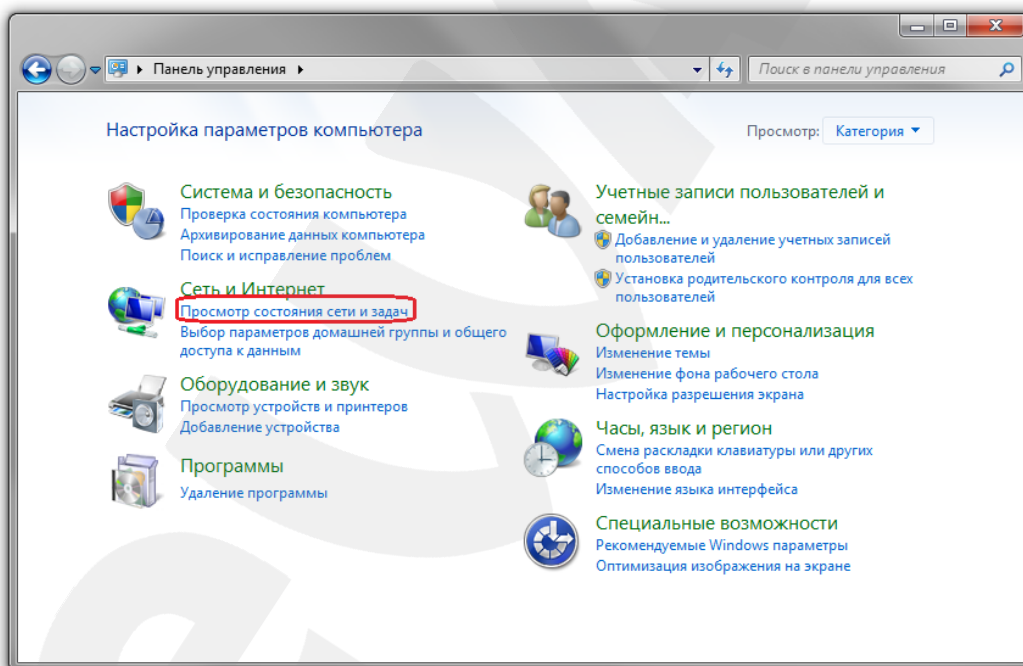 Панель управления
Поиск в панели управления
Настройка параметров компьютера
Просмотр: Категория
Система и безопасность
Проверка состояния компьютера
Архивирование данных компьютера
Поиск и исправление проблем
Сеть и Интернет
Просмотр состояния сети и задач
Выбор параметров домашней группы и общего
доступа к данным
Оборудование и звук
Просмотр устройств и принтеров
Добавление устройства
Программы
Удаление программы
Учетные записи пользователей и
семейн...
Добавление и удаление учетных записей
пользователей
Установка родительского контроля для всех
пользователей
Оформление и персонализация
Изменение темы
Изменение фона рабочего стола
Настройка разрешения экрана
Часы, язык и регион
Смена раскладки клавиатуры или других
способов ввода
Изменение языка интерфейса
Специальные возможности
Рекомендуемые Windows параметры
Оптимизация изображения на экране